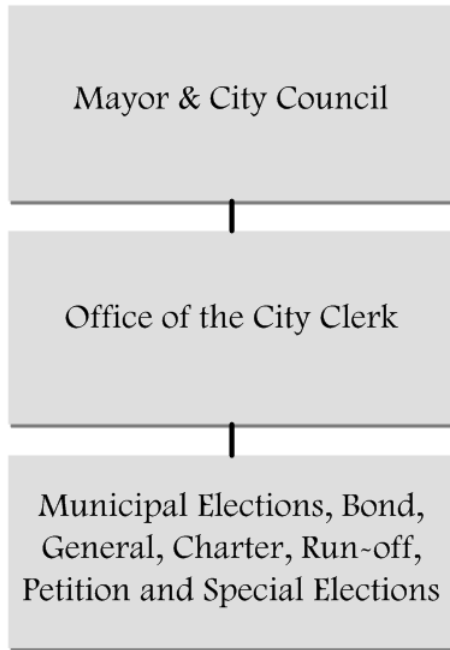 Mayor & City Council
Office of the City Clerk
Municipal Elections, Bond,
General, Charter, Run-off,
Petition and Special Elections